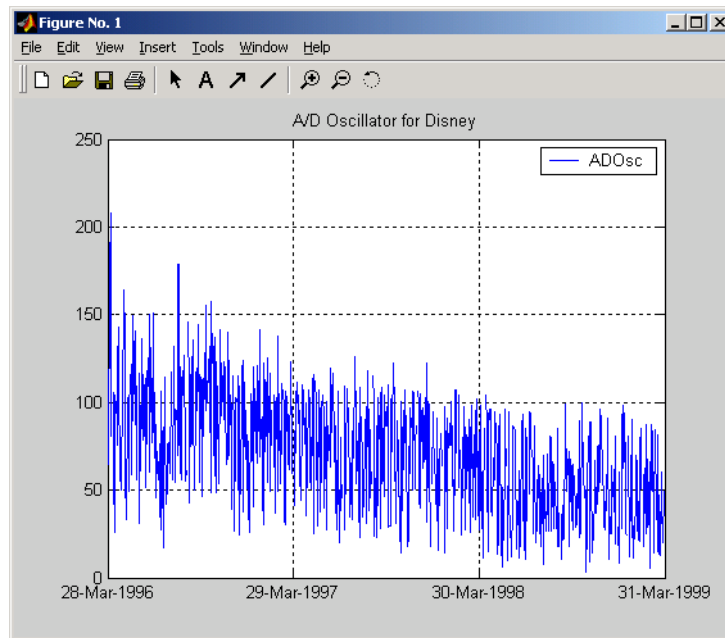 Figure No. 1
File Edit View Insert Tools Window Help
A
A/D Oscillator for Disney
ADOsc
250
200
150
100
50
0
28-Mar-1996 29-Mar-1997 30-Mar-1998 31-Mar-1999